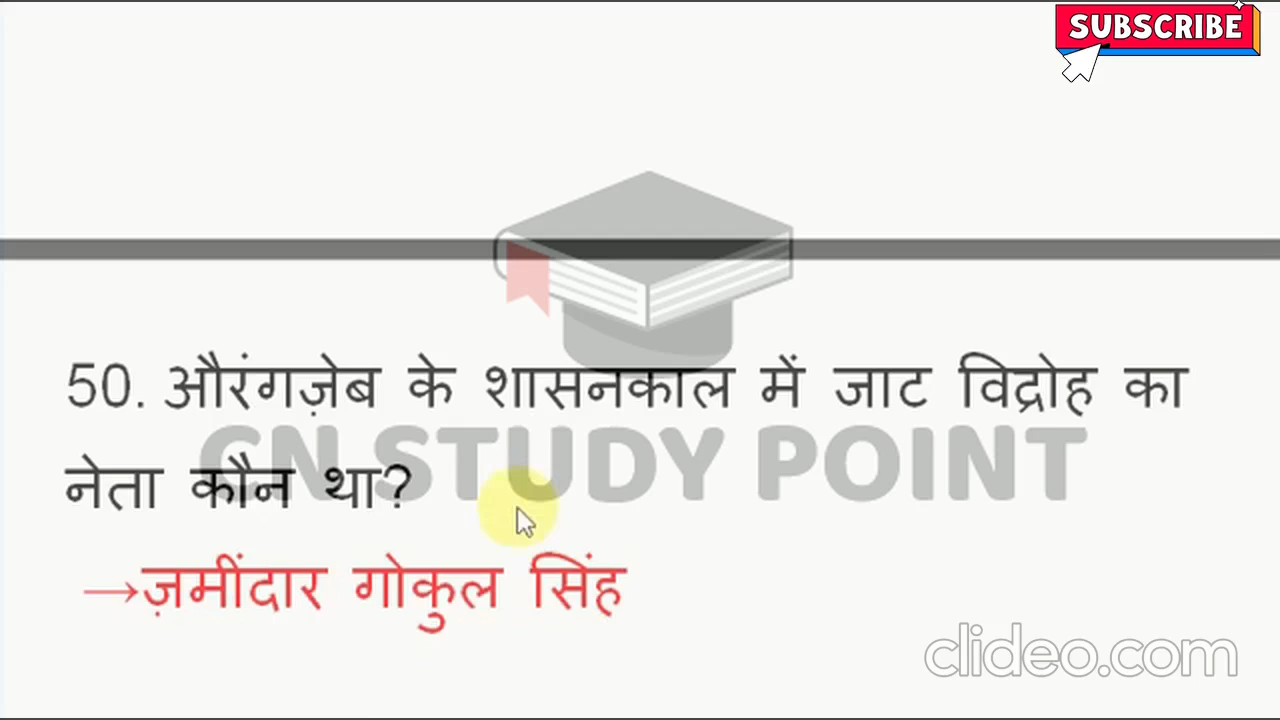 SUBSCRIBE
50. औरंगज़ेब के शासनकाल में जाट विद्रोह का
नेता कौन था?
CN STUDY POINT
→ज़मींदार गोकुल सिंह
clideo.com